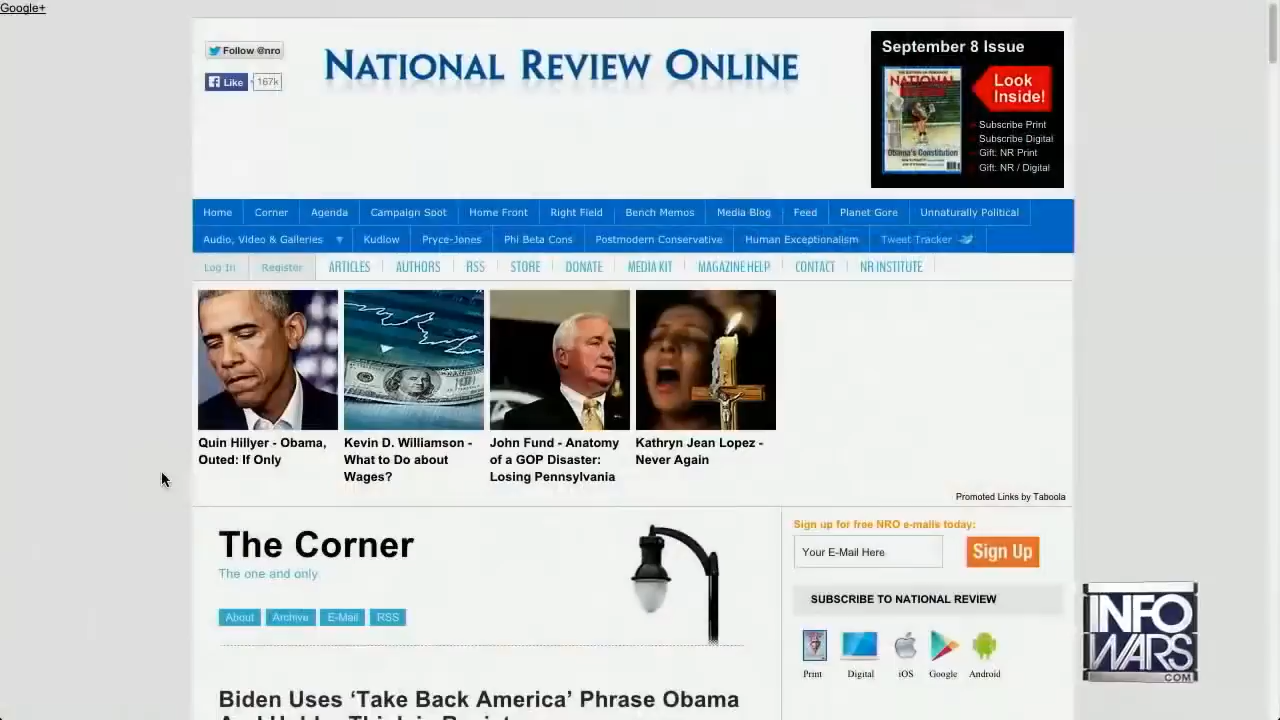 Google+
Follow @nro
Like 167k
NATIONAL REVIEW ONLINE
September 8 Issue
NATIONAL
Obama's Constitution
Look
Inside!
Subscribe Print
Subscribe Digital
Gift: NR Print
Gift: NR / Digital
Home Corner Agenda Campaign Spot Home Front Right Field Bench Memos Media Blog Feed Planet Gore Unnaturally Political
Audio, Video & Galleries Kudlow Pryce-Jones Phi Beta Cons Postmodern Conservative Human Exceptionalism Tweet Tracker
Log In Register ARTICLES AUTHORS RSS STORE DONATE MEDIA KIT MAGAZINE HELP CONTACT NR INSTITUTE
Quin Hillyer - Obama,
Outed: If Only
Kevin D. Williamson -
What to Do about
Wages?
John Fund - Anatomy
of a GOP Disaster:
Losing Pennsylvania
Kathryn Jean Lopez -
Never Again
Promoted Links by Taboola
The Corner
The one and only.
About Archive E-Mail RSS
Biden Uses ‘Take Back America’ Phrase Obama
Sign up for free NRO e-mails today:
Your E-Mail Here
Sign Up
SUBSCRIBE TO NATIONAL REVIEW
Print Digital iOS Google Android
INFO
WARS
.COM